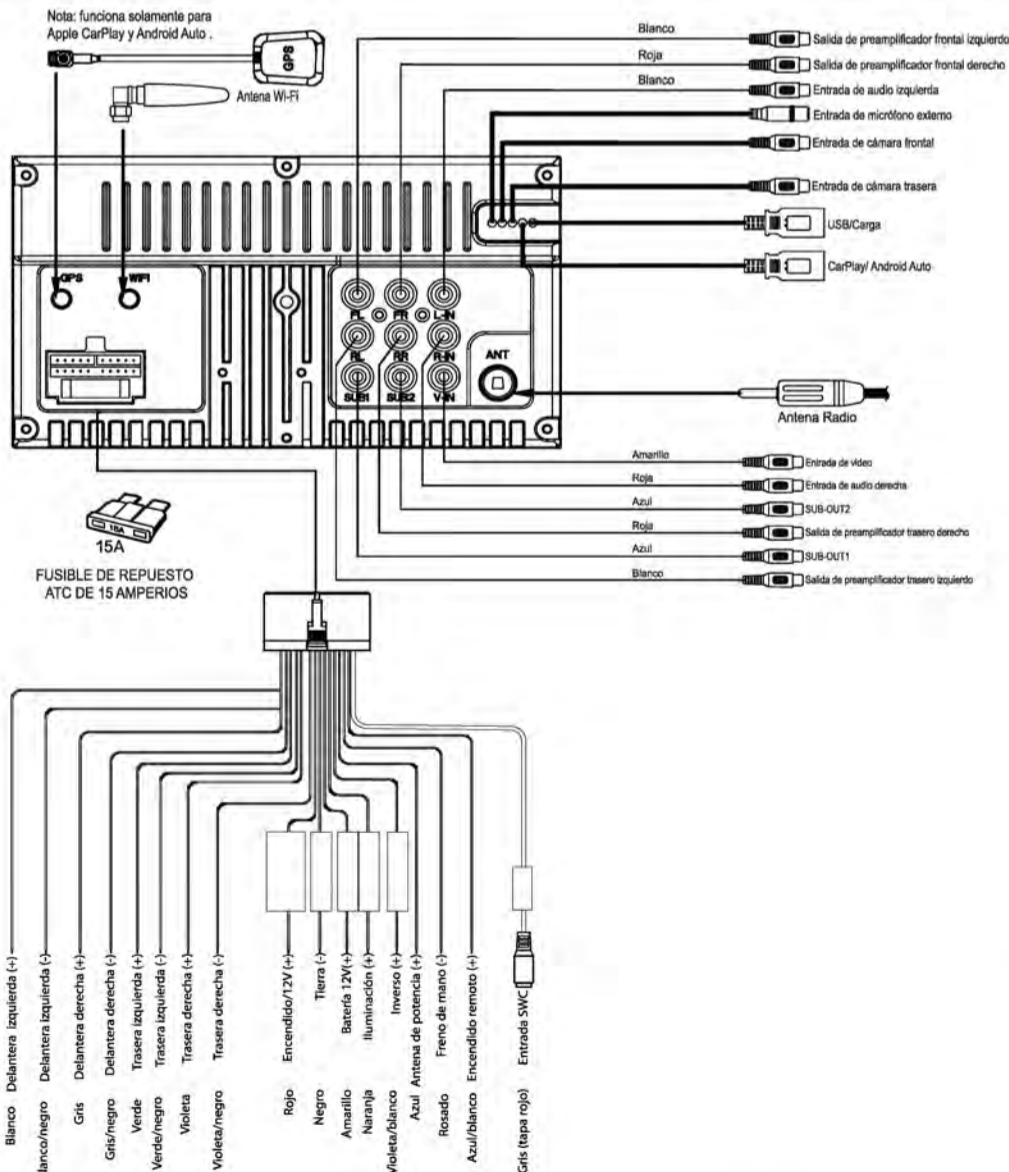 Nota: funciona solamente para
Apple CarPlay y Android Auto .
GPS
Antena Wi-Fi
Blanco
Salida de preamplificador frontal izquierdo
Roja
Salida de preamplificador frontal derecho
Blanco
Entrada de audio izquierda
Entrada de micrófono externo
Entrada de cámara frontal
Entrada de cámara trasera
USB/Carga
CarPlay/ Android Auto
GPS
WIFI
FL
FR
L-IN
RL
RR
R-IN
SUB1
SUB2
V-IN
ANT
Antena Radio
Amarillo
Entrada de video
Roja
Entrada de audio derecha
Azul
SUB-OUT2
Roja
Salida de preamplificador trasero derecho
Azul
SUB-OUT1
Blanco
Salida de preamplificador trasero izquierdo
15A
15A
FUSIBLE DE REPUESTO
ATC DE 15 AMPERIOS
Blanco Delantera izquierda (+)
lanco/negro Delantera izquierda (-)
Gris Delantera derecha (+)
Gris/negro Delantera derecha (-)
Verde Trasera izquierda (+)
Verde/negro Trasera izquierda (-)
Violeta Trasera derecha (+)
Violeta/negro Trasera derecha (-)
Rojo Encendido/12V (+)
Negro Tierra (-)
Amarillo Batería 12V(+)
Naranja Iluminación (+)
Violeta/blanco Inverso (+)
Azul Antena de potencia (+)
Rosado Freno de mano (-)
Azul/blanco Encendido remoto (+)
Gris (tapa rojo) Entrada SWC